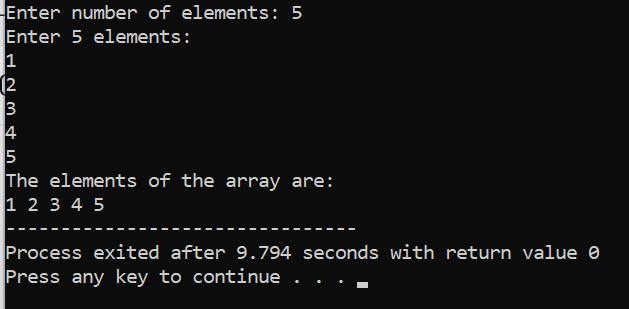 Enter number of elements: 5
Enter 5 elements:
1
2
3
4
5
The elements of the array are:
1 2 3 4 5
--------------------------------
Process exited after 9.794 seconds with return value 0
Press any key to continue . . .